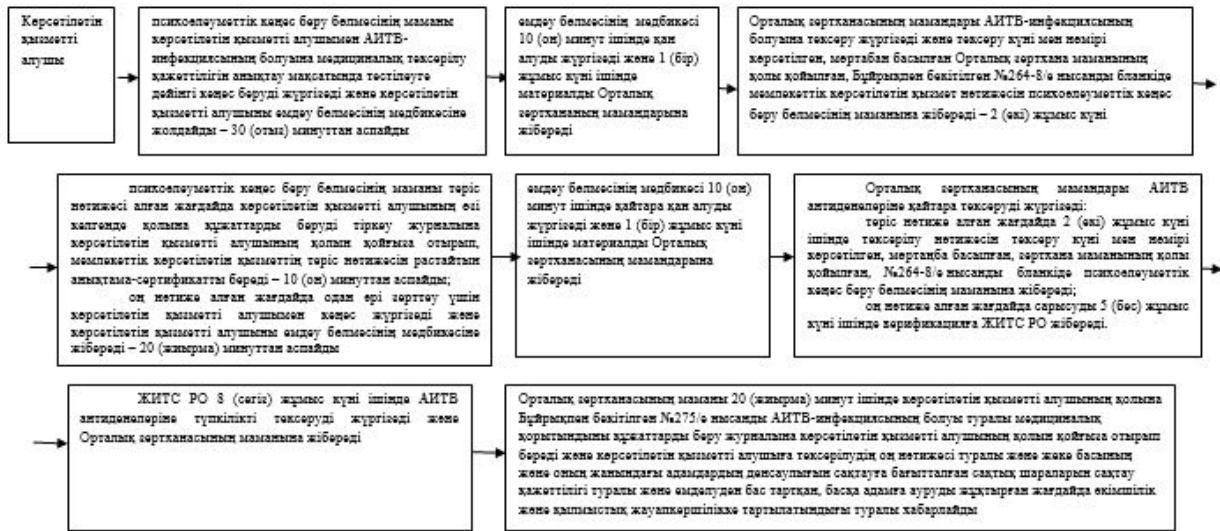 Көрсетілетін
қызметті
алушы
психоәлеуметтік кеңес беру бөлмесінің маманы
көрсетілетін қызметті алушымен АИТВ-
инфекциясының болуына медициналық тексерілу
қажеттілігін анықтау мақсатында тестілеуге
дейінгі кеңес беруді жүргізеді және көрсетілетін
қызметті алушыны емдеу бөлмесінің медбикесіне
жолдайды – 30 (отыз) минуттан аспайды
емдеу бөлмесінің медбикесі
10 (он) минут ішінде қан
алуды жүргізеді және 1 (бір)
жұмыс күні ішінде
материалды Орталық
зертхананың мамандарына
жібереді
Орталық зертханасының мамандары АИТВ-инфекциясының
болуына тексеру жүргізеді және тексеру күні мен нөмірі
көрсетілген, мөртабан басылған Орталық зертхана маманының
қолы қойылған, Бұйрықпен бекітілген №264-8/е нысанды бланкіде
мемлекеттік көрсетілетін қызмет нәтижесін психоәлеуметтік кеңес
беру бөлмесінің маманына жібереді – 2 (екі) жұмыс күні
психоәлеуметтік кеңес беру бөлмесінің маманы теріс
нәтижесі алған жағдайда көрсетілетін қызметті алушының өзі
келгенде қолына құжаттарды беруді тіркеу журналына
көрсетілетін қызметті алушының қолын қойғыза отырып,
мемлекеттік көрсетілетін қызметтің теріс нәтижесін растайтын
анықтама-сертификатты береді – 10 (он) минуттан аспайды;
оң нәтиже алған жағдайда одан әрі зерттеу үшін
көрсетілетін қызметті алушымен кеңес жүргізеді және
көрсетілетін қызметті алушыны емдеу бөлмесінің медбикесіне
жібереді – 20 (жиырма) минуттан аспайды
емдеу бөлмесінің медбикесі 10 (он)
минут ішінде қайтара қан алуды
жүргізеді және 1 (бір) жұмыс күні
ішінде материалды Орталық
зертханасының мамандарына
жібереді
Орталық зертханасының мамандары АИТВ
антиденелеріне қайтара тексеруді жүргізеді:
теріс нәтиже алған жағдайда 2 (екі) жұмыс күні
ішінде тексерілу нәтижесін тексеру күні мен нөмірі
көрсетілген, мөртаңба басылған, зертхана маманының қолы
қойылған, №264-8/е нысанды бланкіде психоәлеуметтік
кеңес беру бөлмесінің маманына жібереді;
оң нәтиже алған жағдайда сарысуды 5 (бес) жұмыс
күні ішінде верификацияға ЖИТС РО жібереді.
ЖИТС РО 8 (сегіз) жұмыс күні ішінде АИТВ
антиденелеріне түпкілікті тексеруді жүргізеді және
Орталық зертханасының маманына жібереді
Орталық зертханасының маманы 20 (жиырма) минут ішінде көрсетілетін қызметті алушының қолына
Бұйрықпен бекітілген №275/е нысанды АИТВ-инфекциясының болуы туралы медициналық
қорытындыны құжаттарды беру журналына көрсетілетін қызметті алушының қолын қойғыза отырып
береді және көрсетілетін қызметті алушыға тексерілудің оң нәтижесі туралы және жеке басының
және оның жанындағы адамдардың денсаулығын сақтауға бағытталған сақтық шараларын сақтау
қажеттілігі туралы және емделуден бас тартқан, басқа адамға ауруды жұқтырған жағдайда әкімшілік
және қылмыстық жауапкершілікке тартылатындығы туралы хабарлайды